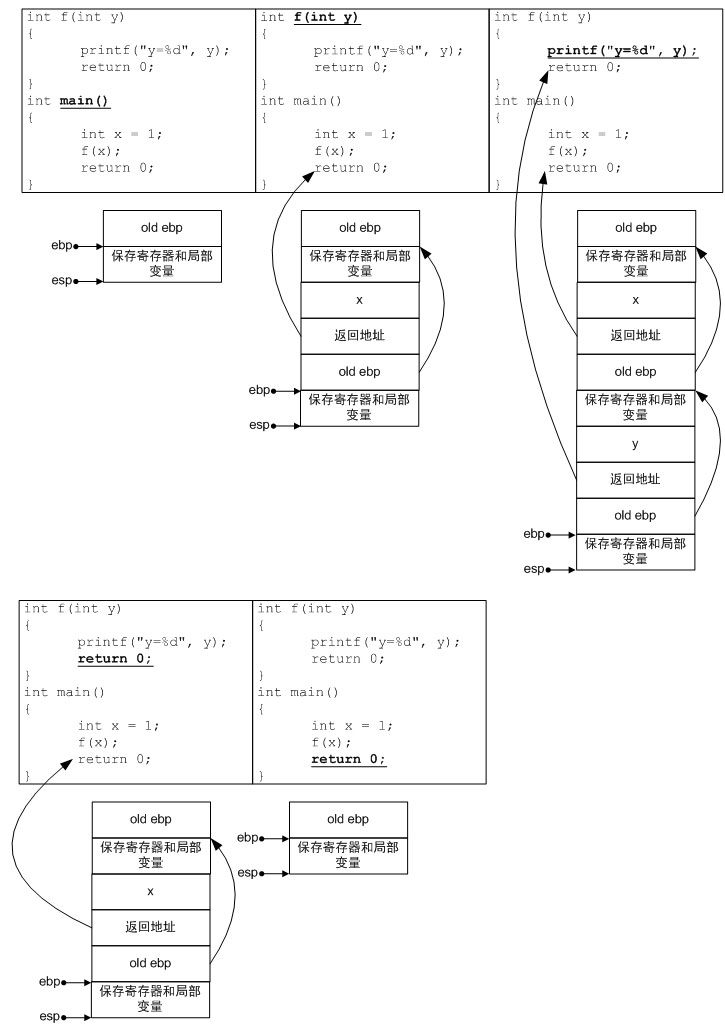 int f(int y)
{
printf("y=%d", y);
return 0;
}
int main()
{
int x = 1;
f(x);
return 0;
}
int f(int y)
{
printf("y=%d", y);
return 0;
}
int main()
{
int x = 1;
f(x);
return 0;
}
int f(int y)
{
printf("y=%d", y);
return 0;
}
int main()
{
int x = 1;
f(x);
return 0;
}
old ebp
ebp
保存寄存器和局部
变量
esp
old ebp
保存寄存器和局部
变量
x
返回地址
old ebp
ebp
保存寄存器和局部
变量
esp
old ebp
保存寄存器和局部
变量
x
返回地址
old ebp
保存寄存器和局部
变量
y
返回地址
old ebp
ebp
保存寄存器和局部
变量
esp
int f(int y)
{
printf("y=%d", y);
return 0;
}
int main()
{
int x = 1;
f(x);
return 0;
}
int f(int y)
{
printf("y=%d", y);
return 0;
}
int main()
{
int x = 1;
f(x);
return 0;
}
old ebp
保存寄存器和局部
变量
x
返回地址
old ebp
ebp
保存寄存器和局部
变量
esp
old ebp
ebp
保存寄存器和局部
变量
esp